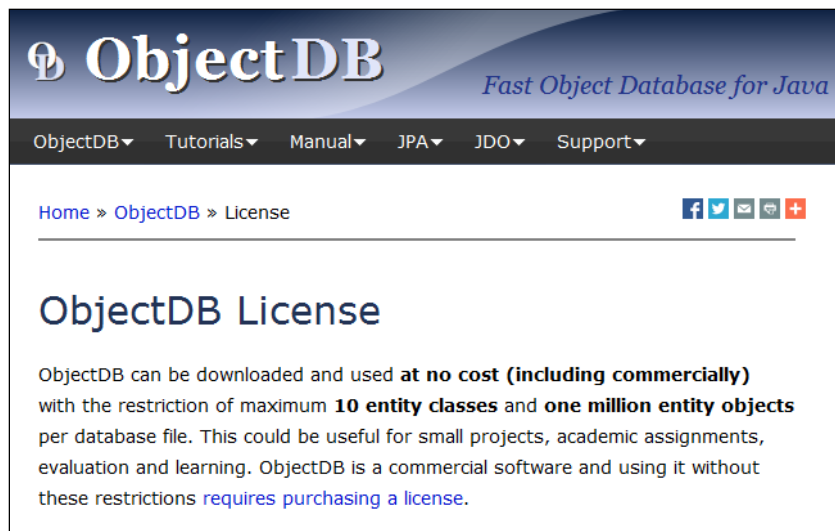 ObjectDB
Fast Object Database for Java
ObjectDB Tutorials Manual JPA JDO Support
Home » ObjectDB » License
ObjectDB License
ObjectDB can be downloaded and used at no cost (including commercially)
with the restriction of maximum 10 entity classes and one million entity objects
per database file. This could be useful for small projects, academic assignments,
evaluation and learning. ObjectDB is a commercial software and using it without
these restrictions requires purchasing a license.